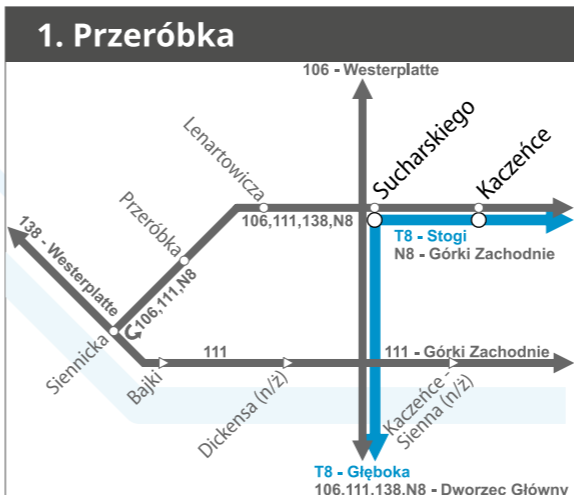 1. Przeróbka
106 - Westerplatte
Lenartowicza
Sucharskiego
Kaczeńce
Przeróbka
106,111,138,N8
138 - Westerplatte
T8 - Stogi
N8 - Górki Zachodnie
106,111,N8
Siennicka
Bajki
111
Dickensa (n/ż)
111 - Górki Zachodnie
Kaczeńce -
Sienna (n/ż)
T8 - Głęboka
106,111,138,N8 - Dworzec Główny